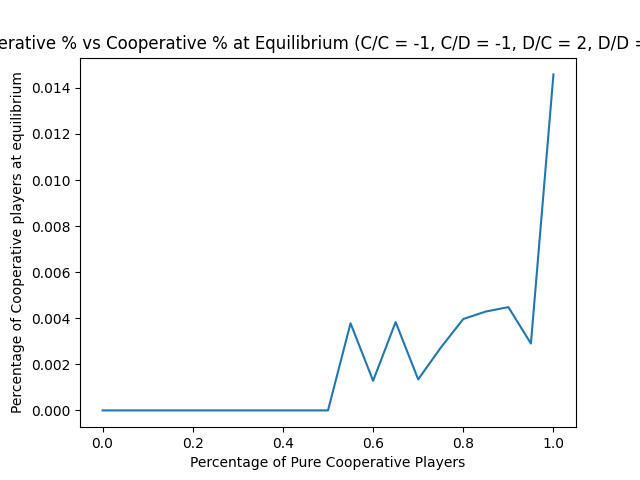 erative % vs Cooperative % at Equilibrium (C/C = -1, C/D = -1, D/C = 2, D/D =
Percentage of Cooperative players at equilibrium
0.014
0.012
0.010
0.008
0.006
0.004
0.002
0.000
0.0 0.2 0.4 0.6 0.8 1.0
Percentage of Pure Cooperative Players